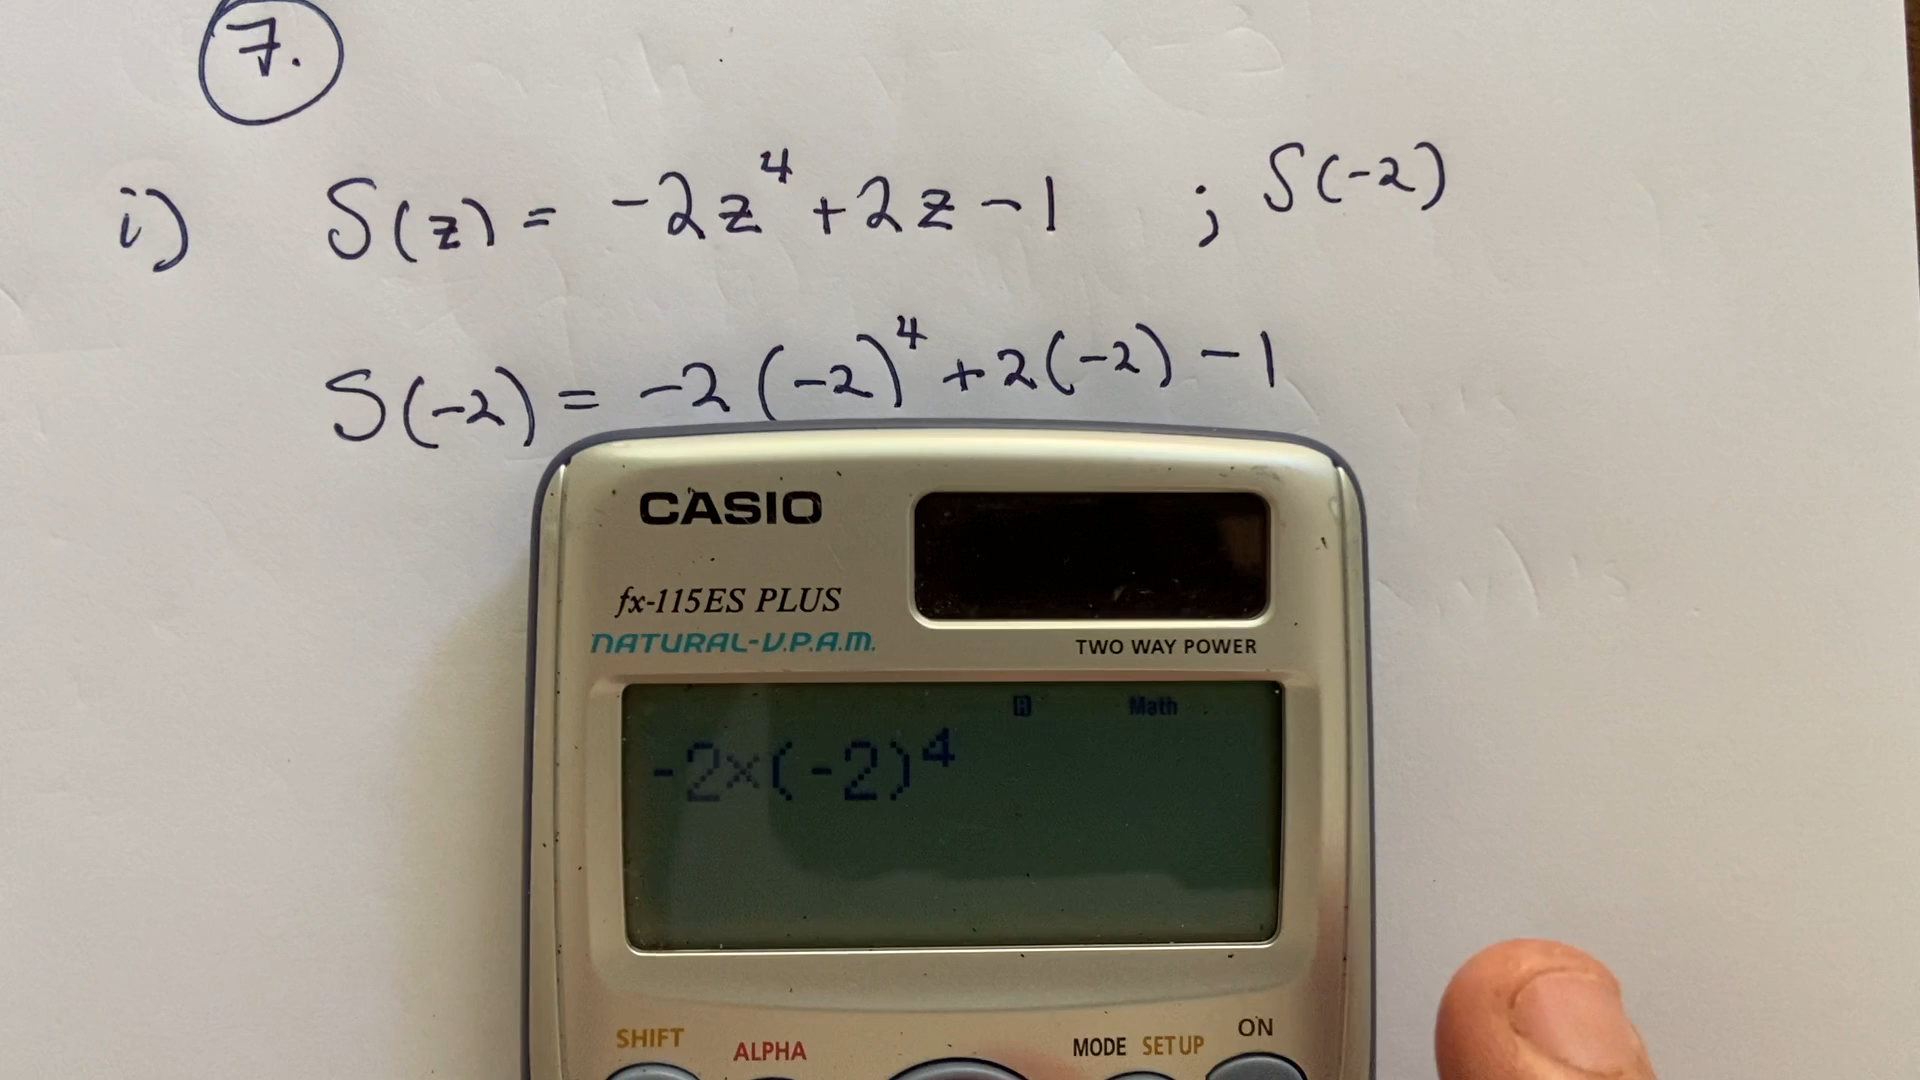 7.
i) S(z) = -2z⁴ + 2z - 1 ; S(-2)
S(-2) = -2(-2)⁴ + 2(-2) - 1
CASIO
fx-115ES PLUS
NATURAL-V.P.A.M.
TWO WAY POWER
R Math
-2×(-2)⁴
SHIFT ALPHA MODE SETUP ON